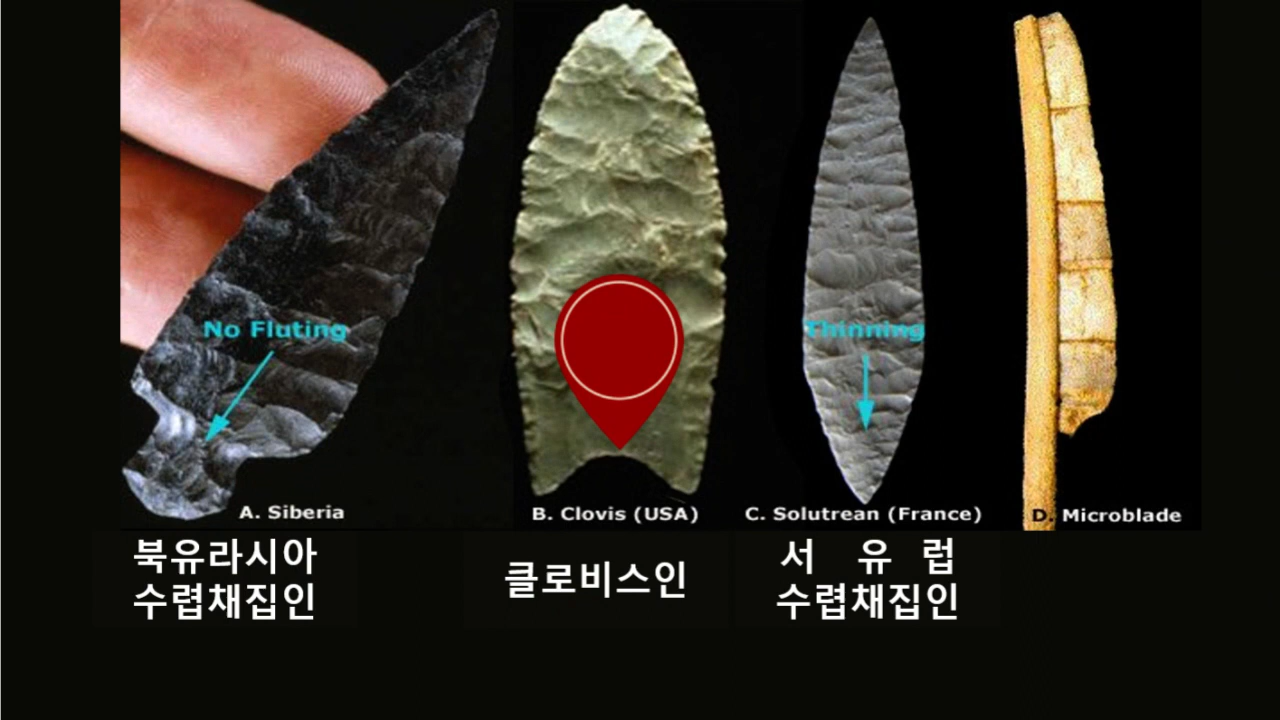 No Fluting
Thinning
A. Siberia
B. Clovis (USA)
C. Solutrean (France)
D. Microblade
북유라시아
수렵채집인
클로비스인
서 유 럽
수렵채집인